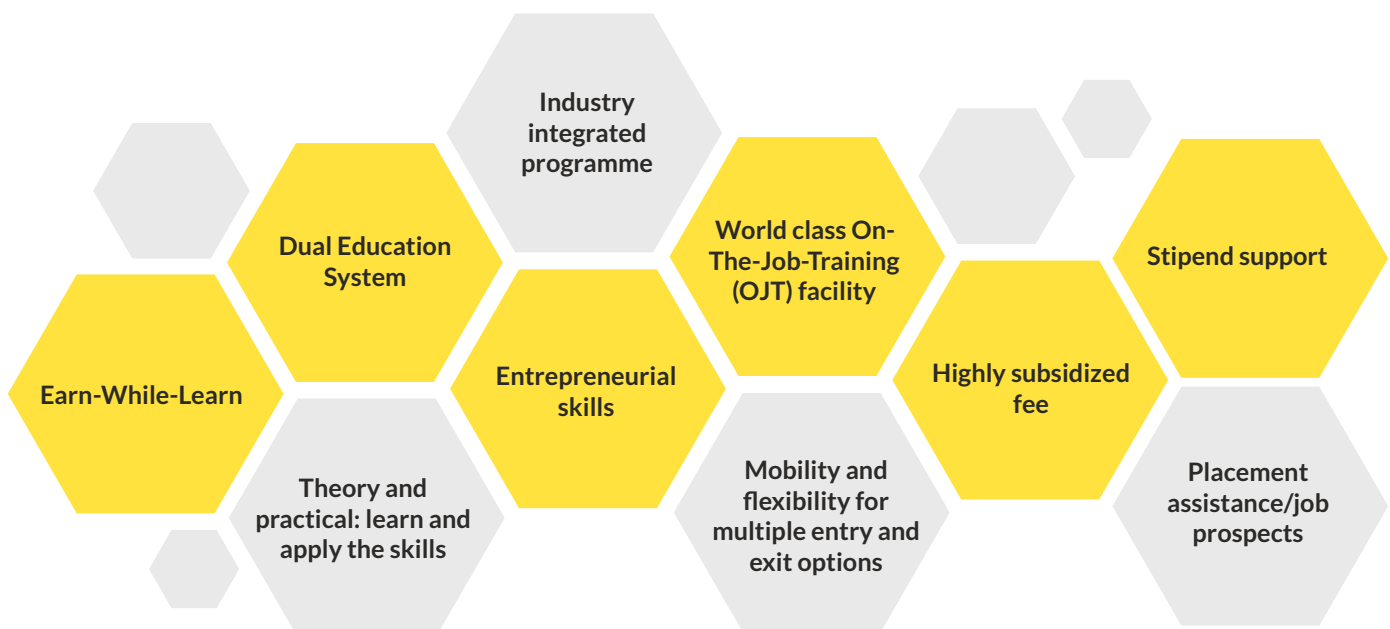 Industry
integrated
programme
Dual Education
System
World class On-
The-Job-Training
(OJT) facility
Stipend support
Earn-While-Learn
Entrepreneurial
skills
Highly subsidized
fee
Theory and
practical: learn and
apply the skills
Mobility and
flexibility for
multiple entry and
exit options
Placement
assistance/job
prospects